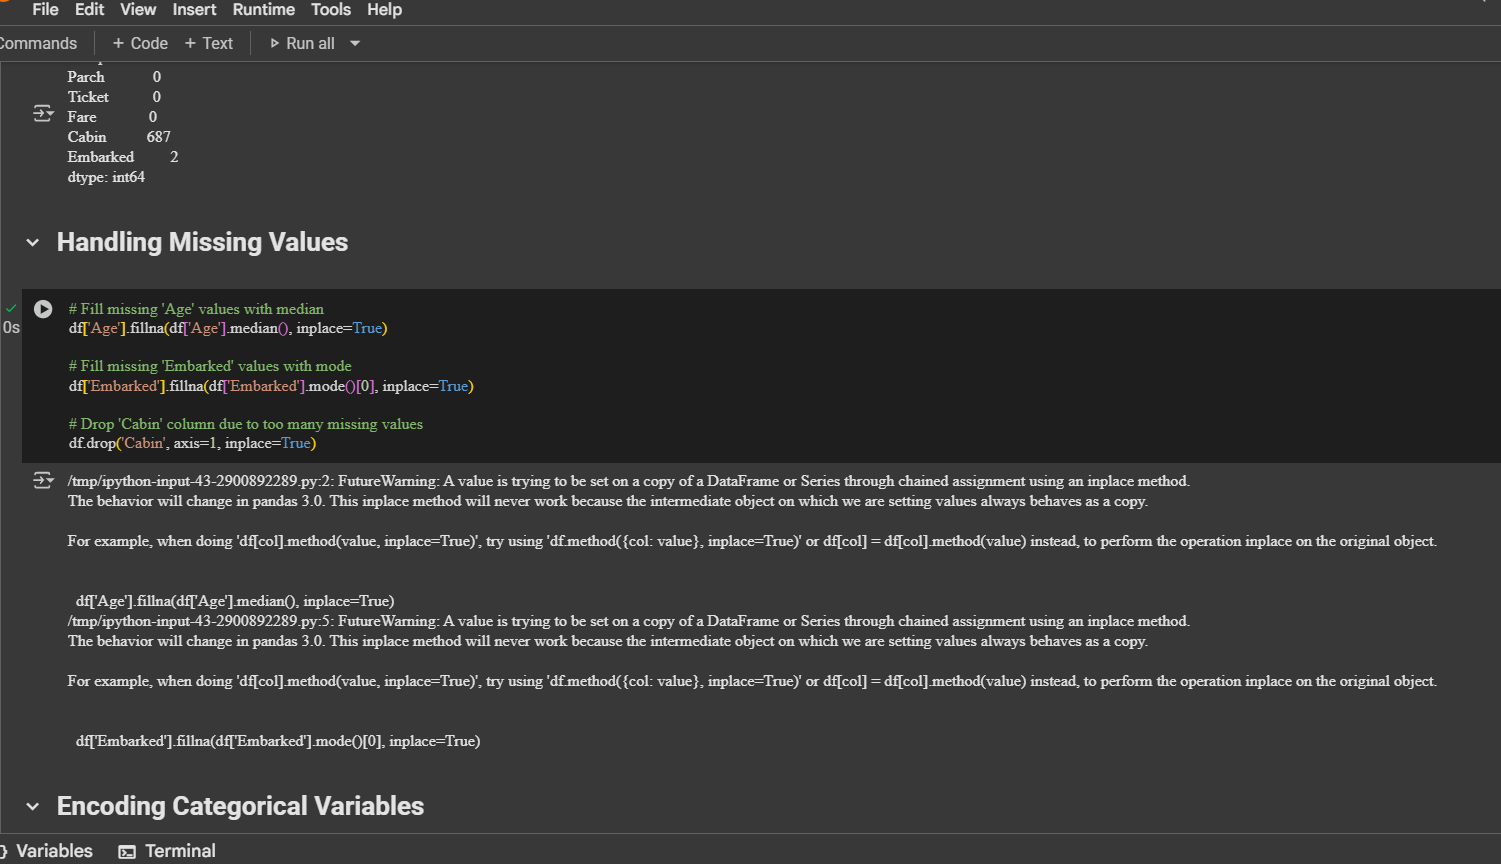 File Edit View Insert Runtime Tools Help
Commands + Code + Text Run all
Parch 0
Ticket 0
Fare 0
Cabin 687
Embarked 2
dtype: int64
Handling Missing Values
0s
# Fill missing 'Age' values with median
df['Age'].fillna(df['Age'].median(), inplace=True)
# Fill missing 'Embarked' values with mode
df['Embarked'].fillna(df['Embarked'].mode()[0], inplace=True)
# Drop 'Cabin' column due to too many missing values
df.drop('Cabin', axis=1, inplace=True)
/tmp/ipython-input-43-2900892289.py:2: FutureWarning: A value is trying to be set on a copy of a DataFrame or Series through chained assignment using an inplace method.
The behavior will change in pandas 3.0. This inplace method will never work because the intermediate object on which we are setting values always behaves as a copy.
For example, when doing 'df[col].method(value, inplace=True)', try using 'df.method({col: value}, inplace=True)' or df[col] = df[col].method(value) instead, to perform the operation inplace on the original object.
df['Age'].fillna(df['Age'].median(), inplace=True)
/tmp/ipython-input-43-2900892289.py:5: FutureWarning: A value is trying to be set on a copy of a DataFrame or Series through chained assignment using an inplace method.
The behavior will change in pandas 3.0. This inplace method will never work because the intermediate object on which we are setting values always behaves as a copy.
For example, when doing 'df[col].method(value, inplace=True)', try using 'df.method({col: value}, inplace=True)' or df[col] = df[col].method(value) instead, to perform the operation inplace on the original object.
df['Embarked'].fillna(df['Embarked'].mode()[0], inplace=True)
Encoding Categorical Variables
Variables Terminal